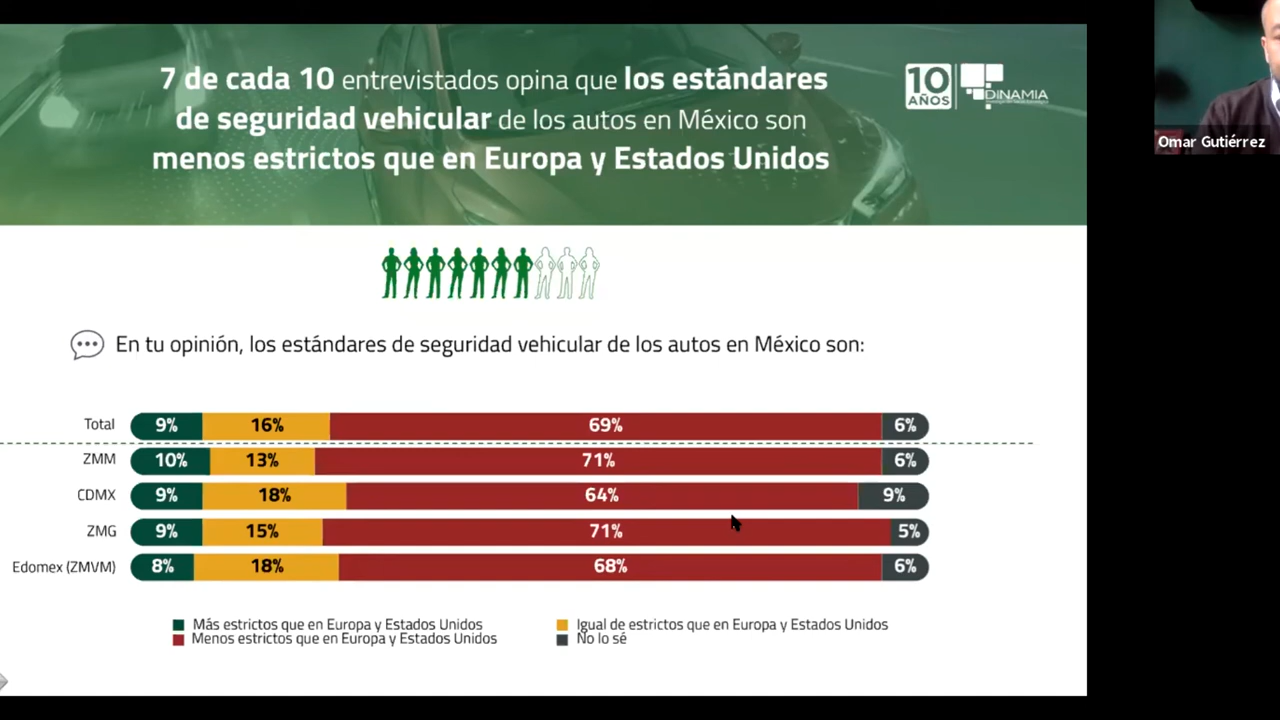 7 de cada 10 entrevistados opina que los estándares
de seguridad vehicular de los autos en México son
menos estrictos que en Europa y Estados Unidos
10
AÑOS
DINAMIA
Omar Gutiérrez
En tu opinión, los estándares de seguridad vehicular de los autos en México son:
Total 9% 16% 69% 6%
ZMM 10% 13% 71% 6%
CDMX 9% 18% 64% 9%
ZMG 9% 15% 71% 5%
Edomex (ZMVM) 8% 18% 68% 6%
Más estrictos que en Europa y Estados Unidos
Igual de estrictos que en Europa y Estados Unidos
Menos estrictos que en Europa y Estados Unidos
No lo sé